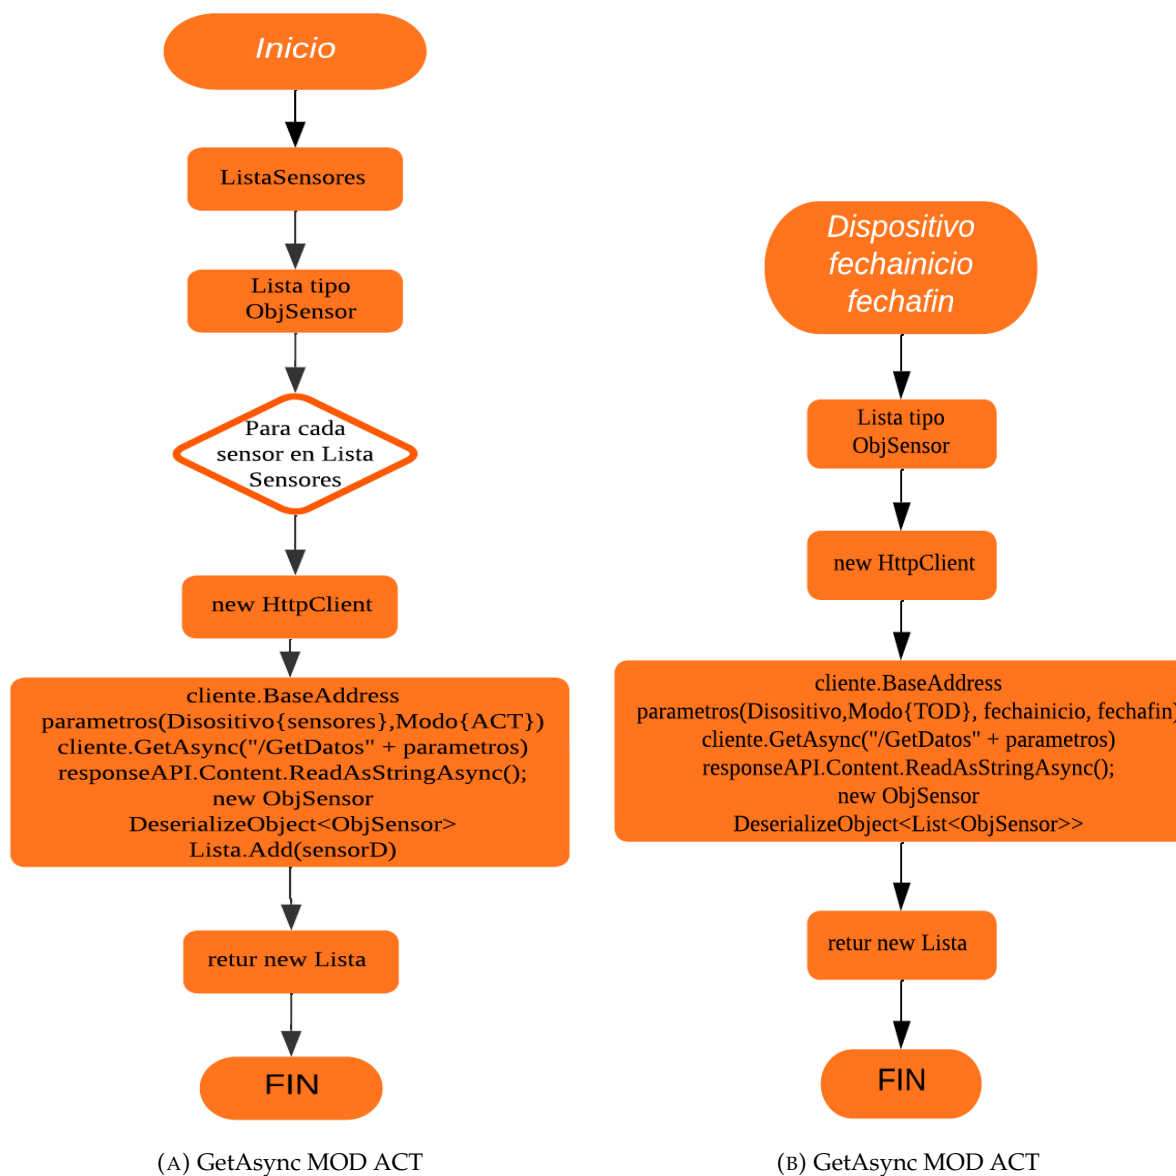 Inicio
ListaSensores
Lista tipo
ObjSensor
Para cada
sensor en Lista
Sensores
new HttpClient
cliente.BaseAddress
parametros(Disositivo{sensores},Modo{ACT})
cliente.GetAsync("/GetDatos" + parametros)
responseAPI.Content.ReadAsStringAsync();
new ObjSensor
DeserializeObject<ObjSensor>
Lista.Add(sensorD)
retur new Lista
FIN
(A) GetAsync MOD ACT
Dispositivo
fechainicio
fechafin
Lista tipo
ObjSensor
new HttpClient
cliente.BaseAddress
parametros(Disositivo,Modo{TOD}, fechainicio, fechafin)
cliente.GetAsync("/GetDatos" + parametros)
responseAPI.Content.ReadAsStringAsync();
new ObjSensor
DeserializeObject<List<ObjSensor>>
retur new Lista
FIN
(B) GetAsync MOD ACT